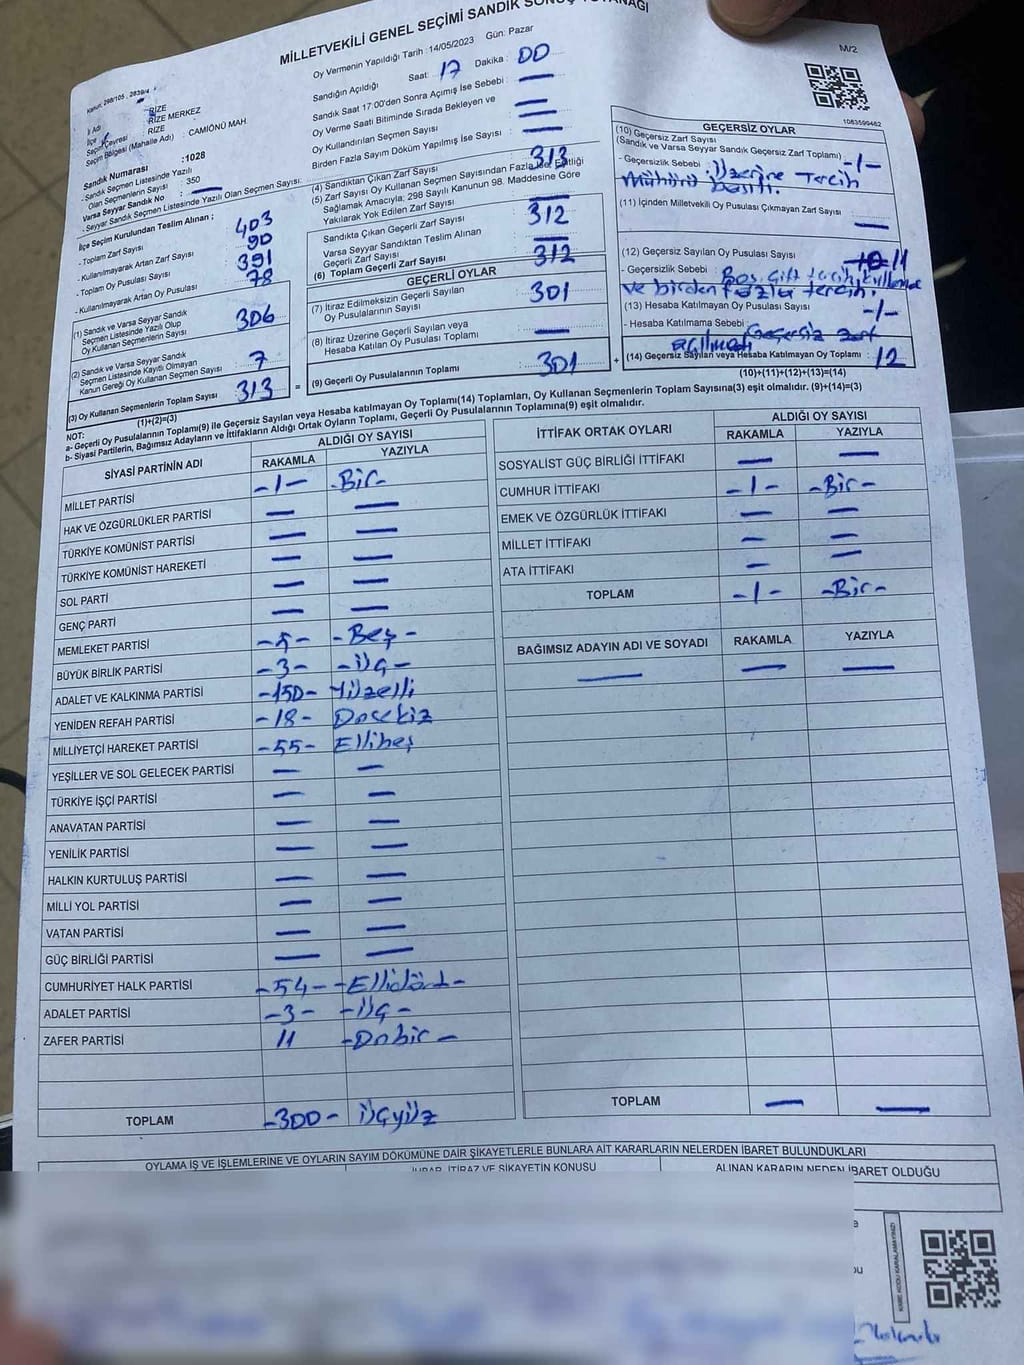 MİLLETVEKİLİ GENEL SEÇİMİ SANDIK SONUÇ TUTANAĞI
M/2
Oy Vermenin Yapıldığı Tarih :14/05/2023 Gün: Pazar
Sandığın Açıldığı Saat: 17 Dakika: 00
Sandık Saat 17:00'den Sonra Açımış İse Sebebi: —
Oy Verme Saati Bitiminde Sırada Bekleyen ve
Oy Kullandırılan Seçmen Sayısı —
Birden Fazla Sayım Döküm Yapılmış İse Sayısı: —
Kanun: 298/105, 2839/4
İl Adı RİZE
İlçe RİZE MERKEZ
Seçim Çevresi : RİZE
Seçim Bölgesi (Mahalle Adı) : CAMİÖNÜ MAH.
Sandık Numarası :1028
Sandık Seçmen Listesinde Yazılı
Olan Seçmenlerin Sayısı : 350
Varsa Seyyar Sandık No —
Seyyar Sandık Seçmen Listesinde Yazılı Olan Seçmen Sayısı:
İlçe Seçim Kurulundan Teslim Alınan ;
- Toplam Zarf Sayısı 403
- Kullanılmayarak Artan Zarf Sayısı 90
- Toplam Oy Pusulası Sayısı 391
- Kullanılmayarak Artan Oy Pusulası 78
(1) Sandık ve Varsa Seyyar Sandık
Seçmen Listesinde Yazılı Olup
Oy Kullanan Seçmenlerin Sayısı 306
(2) Sandık ve Varsa Seyyar Sandık
Seçmen Listesinde Kayıtlı Olmayan
Kanun Gereği Oy Kullanan Seçmen Sayısı 7
(3) Oy Kullanan Seçmenlerin Toplam Sayısı 313
(1)+(2)=(3)
=
(4) Sandıktan Çıkan Zarf Sayısı 313
(5) Zarf Sayısı Oy Kullanan Seçmen Sayısından Fazla İse, Eşitliği
Sağlamak Amacıyla; 298 Sayılı Kanunun 98. Maddesine Göre
Yakılarak Yok Edilen Zarf Sayısı —
Sandıkta Çıkan Geçerli Zarf Sayısı 312
Varsa Seyyar Sandıktan Teslim Alınan
Geçerli Zarf Sayısı —
(6) Toplam Geçerli Zarf Sayısı 312
GEÇERLİ OYLAR
(7) İtiraz Edilmeksizin Geçerli Sayılan
Oy Pusulalarının Sayısı 301
(8) İtiraz Üzerine Geçerli Sayılan veya
Hesaba Katılan Oy Pusulası Toplamı —
(9) Geçerli Oy Pusulalarının Toplamı 301
+
1083599462
GEÇERSİZ OYLAR
(10) Geçersiz Zarf Sayısı
(Sandık ve Varsa Seyyar Sandık Geçersiz Zarf Toplamı) -1-
- Geçersizlik Sebebi : Üzerine Tercih
Mühürü basılı.
(11) İçinden Milletvekili Oy Pusulası Çıkmayan Zarf Sayısı
—
(12) Geçersiz Sayılan Oy Pusulası Sayısı 11
- Geçersizlik Sebebi : Boş, Çift tercih, kullanma
ve birden fazla tercih.
(13) Hesaba Katılmayan Oy Pusulası Sayısı -1-
- Hesaba Katılmama Sebebi : Geçersiz Zarf
açılmadı
(14) Geçersiz Sayılan veya Hesaba Katılmayan Oy Toplamı : 12
(10)+(11)+(12)+(13)=(14)
NOT:
a- Geçerli Oy Pusulalarının Toplamı(9) ile Geçersiz Sayılan veya Hesaba katılmayan Oy Toplamı(14) Toplamları, Oy Kullanan Seçmenlerin Toplam Sayısına(3) eşit olmalıdır. (9)+(14)=(3)
b- Siyasi Partilerin, Bağımsız Adayların ve İttifakların Aldığı Ortak Oyların Toplamı, Geçerli Oy Pusulalarının Toplamına(9) eşit olmalıdır.
SİYASİ PARTİNİN ADI ALDIĞI OY SAYISI
RAKAMLA YAZIYLA
MİLLET PARTİSİ -1- -Bir-
HAK VE ÖZGÜRLÜKLER PARTİSİ — —
TÜRKİYE KOMÜNİST PARTİSİ — —
TÜRKİYE KOMÜNİST HAREKETİ — —
SOL PARTİ — —
GENÇ PARTİ — —
MEMLEKET PARTİSİ -5- -Beş-
BÜYÜK BİRLİK PARTİSİ -3- -üç-
ADALET VE KALKINMA PARTİSİ -150- Yüzelli
YENİDEN REFAH PARTİSİ -18- Onsekiz
MİLLİYETÇİ HAREKET PARTİSİ -55- Ellibeş
YEŞİLLER VE SOL GELECEK PARTİSİ — —
TÜRKİYE İŞÇİ PARTİSİ — —
ANAVATAN PARTİSİ — —
YENİLİK PARTİSİ — —
HALKIN KURTULUŞ PARTİSİ — —
MİLLİ YOL PARTİSİ — —
VATAN PARTİSİ — —
GÜÇ BİRLİĞİ PARTİSİ — —
CUMHURİYET HALK PARTİSİ -54- -Ellidört-
ADALET PARTİSİ -3- -üç-
ZAFER PARTİSİ 11 -Onbir-
TOPLAM -300- üçyüz
İTTİFAK ORTAK OYLARI ALDIĞI OY SAYISI
RAKAMLA YAZIYLA
SOSYALİST GÜÇ BİRLİĞİ İTTİFAKI — —
CUMHUR İTTİFAKI -1- -Bir-
EMEK VE ÖZGÜRLÜK İTTİFAKI — —
MİLLET İTTİFAKI — —
ATA İTTİFAKI — —
TOPLAM -1- -Bir-
BAĞIMSIZ ADAYIN ADI VE SOYADI RAKAMLA YAZIYLA
— — —
TOPLAM — —
OYLAMA İŞ VE İŞLEMLERİNE VE OYLARIN SAYIM DÖKÜMÜNE DAİR ŞİKAYETLERLE BUNLARA AİT KARARLARIN NELERDEN İBARET BULUNDUKLARI
İHBAR, İTİRAZ VE ŞİKAYETİN KONUSU ALINAN KARARIN NEDEN İBARET OLDUĞU
KARE KODU KARALAMAYINIZ!